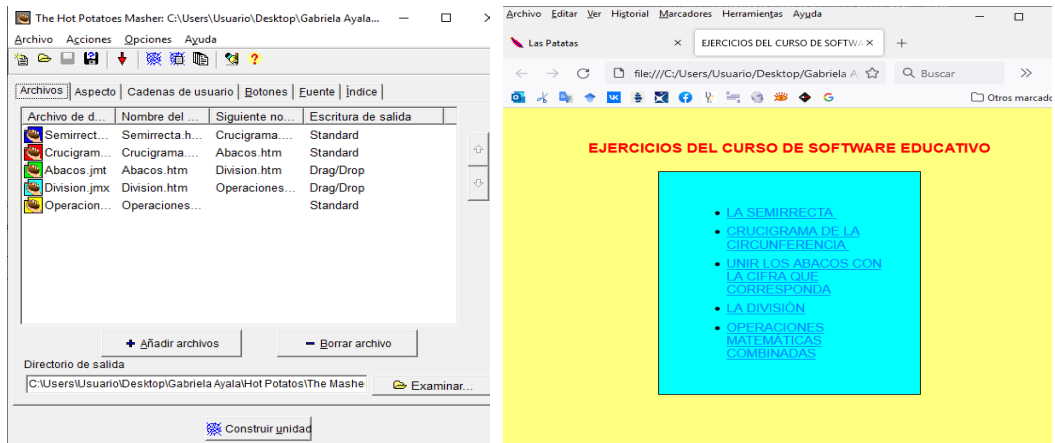 The Hot Potatoes Masher: C:\Users\Usuario\Desktop\Gabriela Ayala...
Archivo Acciones Opciones Ayuda
Archivos Aspecto Cadenas de usuario Botones Fuente Índice
Archivo de d... Nombre del ... Siguiente no... Escritura de salida
Semirrect... Semirrecta.h... Crucigrama.... Standard
Crucigram... Crucigrama.... Abacos.htm Standard
Abacos.jmt Abacos.htm Division.htm Drag/Drop
Division.jmx Division.htm Operaciones... Drag/Drop
Operacion... Operaciones... Standard
Añadir archivos Borrar archivo
Directorio de salida
C:\Users\Usuario\Desktop\Gabriela Ayala\Hot Potatos\The Mashe Examinar...
Construir unidad
Archivo Editar Ver Historial Marcadores Herramientas Ayuda
Las Patatas EJERCICIOS DEL CURSO DE SOFTWA
file:///C:/Users/Usuario/Desktop/Gabriela A Buscar
Otros marcado
EJERCICIOS DEL CURSO DE SOFTWARE EDUCATIVO
LA SEMIRRECTA
CRUCIGRAMA DE LA
CIRCUNFERENCIA
UNIR LOS ABACOS CON
LA CIFRA QUE
CORRESPONDA
LA DIVISIÓN
OPERACIONES
MATEMÁTICAS
COMBINADAS